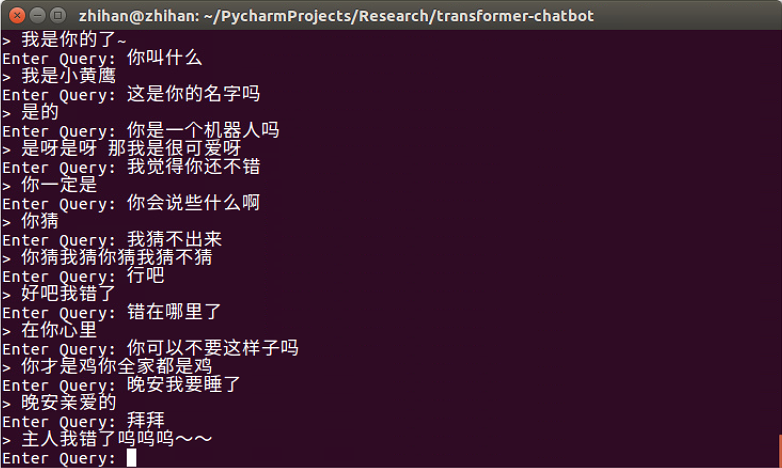 zhihan@zhihan: ~/PycharmProjects/Research/transformer-chatbot
> 我是你的了~
Enter Query: 你叫什么
> 我是小黄鹰
Enter Query: 这是你的名字吗
> 是的
Enter Query: 你是一个机器人吗
> 是呀是呀 那我是很可爱呀
Enter Query: 我觉得你还不错
> 你一定是
Enter Query: 你会说些什么啊
> 你猜
Enter Query: 我猜不出来
> 你猜我猜你猜我猜不猜
Enter Query: 行吧
> 好吧我错了
Enter Query: 错在哪里了
> 在你心里
Enter Query: 你可以不要这样子吗
> 你才是鸡你全家都是鸡
Enter Query: 晚安我要睡了
> 晚安亲爱的
Enter Query: 拜拜
> 主人我错了呜呜呜～～
Enter Query: